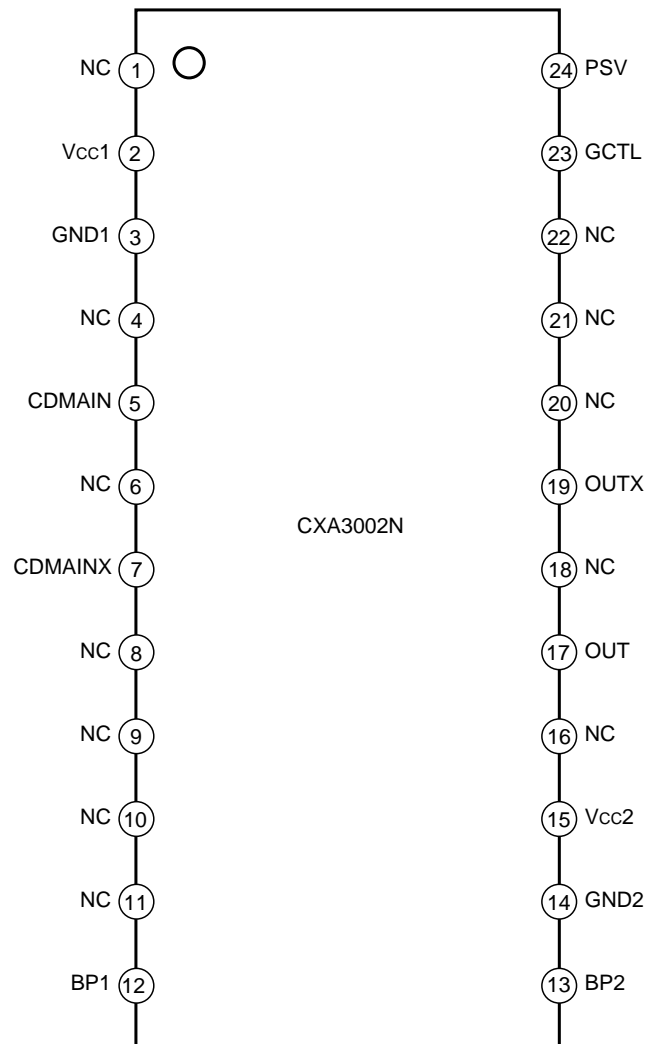 NC 1 24 PSV
Vcc1 2 23 GCTL
GND1 3 22 NC
NC 4 21 NC
CDMAIN 5 20 NC
NC 6 19 OUTX
CXA3002N
CDMAINX 7 18 NC
NC 8 17 OUT
NC 9 16 NC
NC 10 15 Vcc2
NC 11 14 GND2
BP1 12 13 BP2